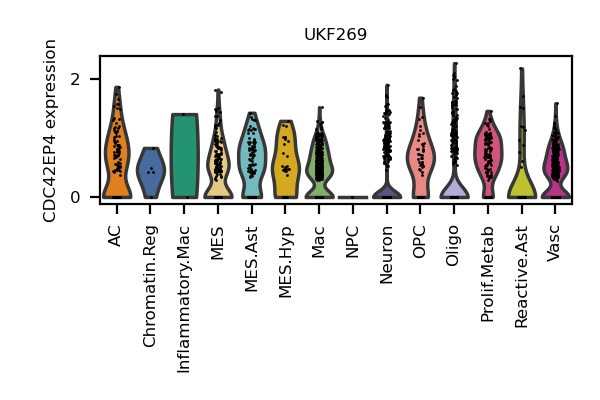 UKF269
CDC42EP4 expression
2
0
AC
Chromatin.Reg
Inflammatory.Mac
MES
MES.Ast
MES.Hyp
Mac
NPC
Neuron
OPC
Oligo
Prolif.Metab
Reactive.Ast
Vasc